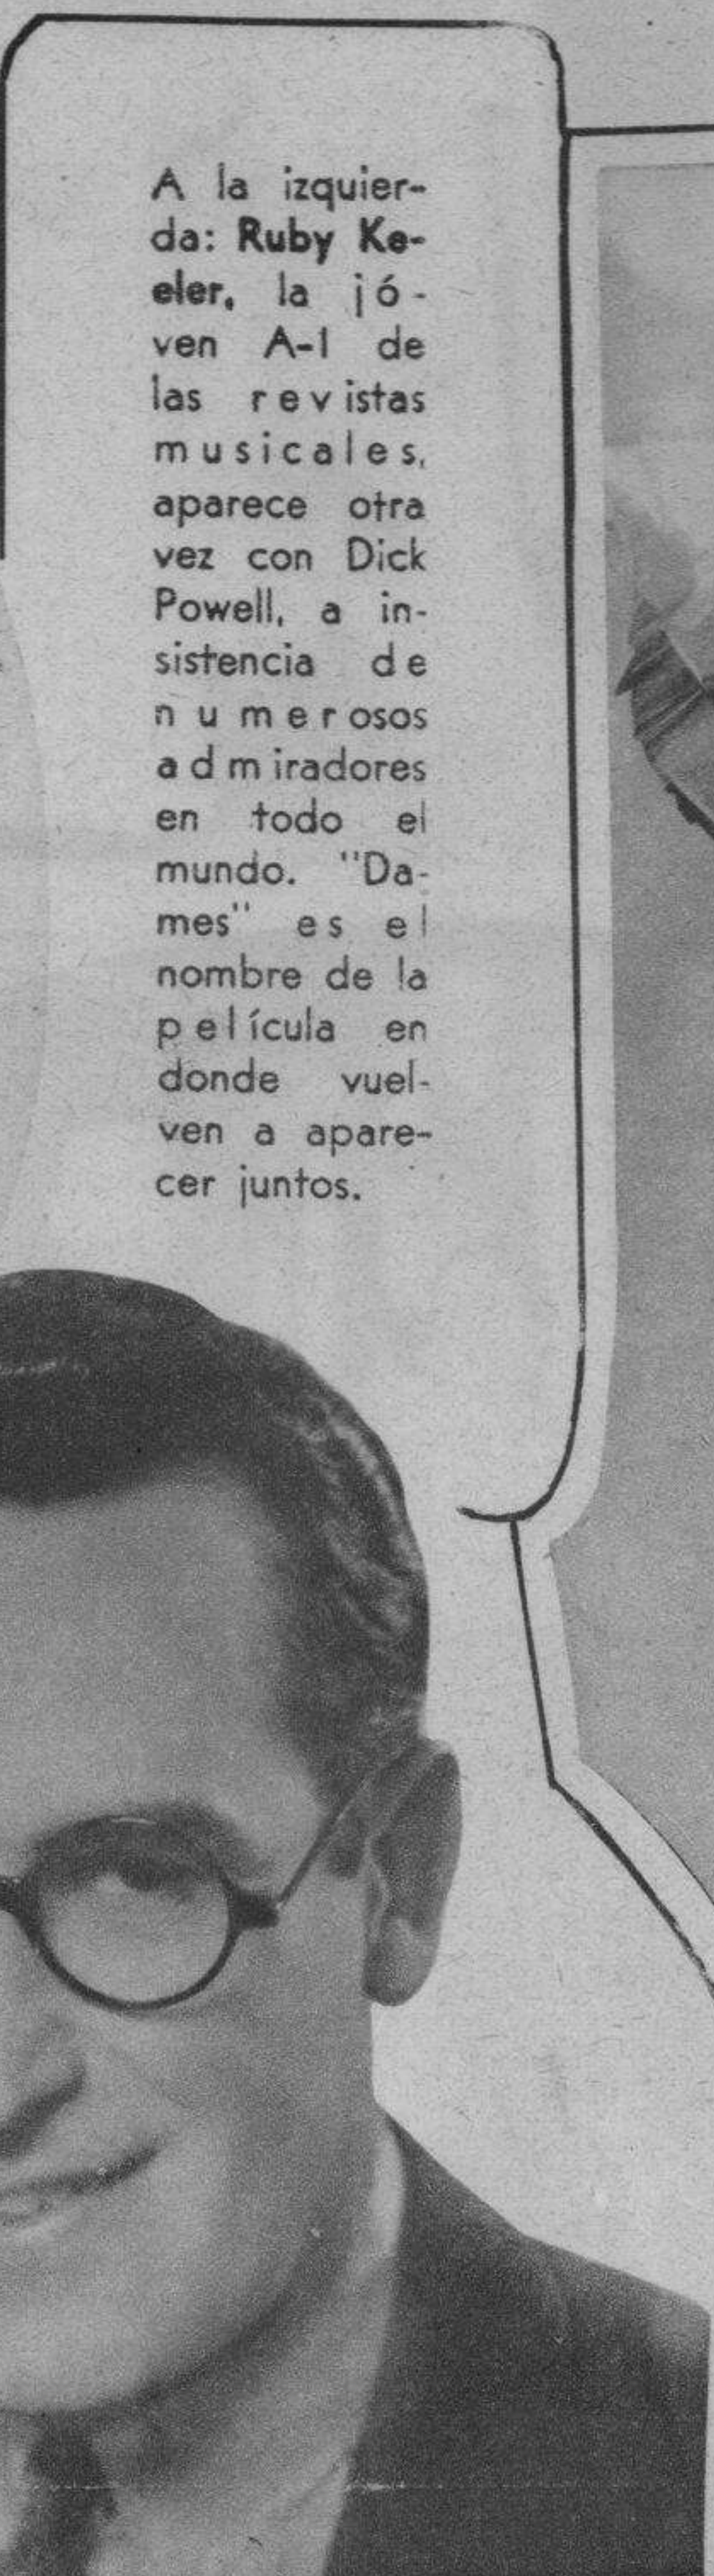 A la izquier-
da: Ruby Ke-
eler, la jó-
ven A-1 de
las revistas
musicales,
aparece otra
vez con Dick
Powell, a in-
sistencia de
numerosos
admiradores
en todo el
mundo. "Da-
mes" es el
nombre de la
película en
donde vuel-
ven a apare-
cer juntos.